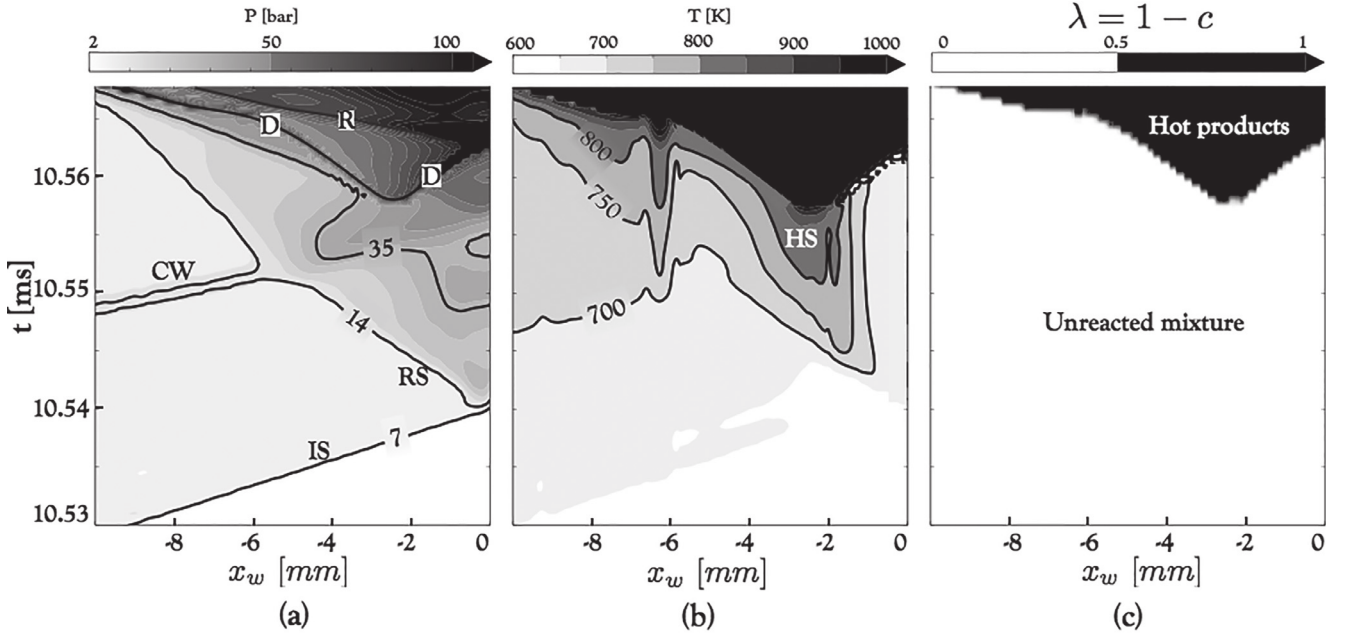 P [bar]
2 50 100
T [K]
600 700 800 900 1000
λ = 1 − c
0 0.5 1
t [ms]
10.56
10.55
10.54
10.53
D
R
D
35
CW
14
RS
IS
7
-8 -6 -4 -2 0
x_w [mm]
(a)
800
750
HS
700
-8 -6 -4 -2 0
x_w [mm]
(b)
Hot products
Unreacted mixture
-8 -6 -4 -2 0
x_w [mm]
(c)